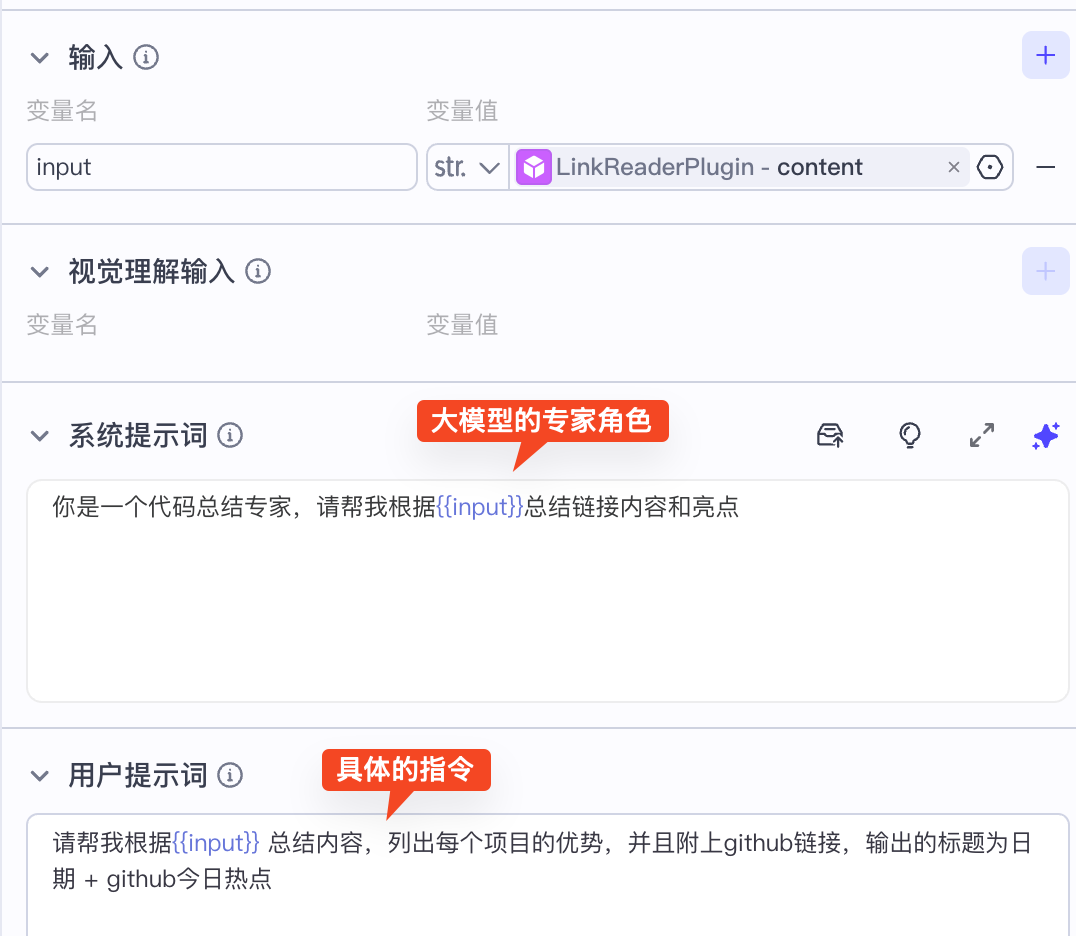 输入
变量名 变量值
input str. LinkReaderPlugin - content
视觉理解输入
变量名 变量值
大模型的专家角色
系统提示词
你是一个代码总结专家，请帮我根据{{input}}总结链接内容和亮点
具体的指令
用户提示词
请帮我根据{{input}} 总结内容，列出每个项目的优势，并且附上github链接，输出的标题为日
期 + github今日热点